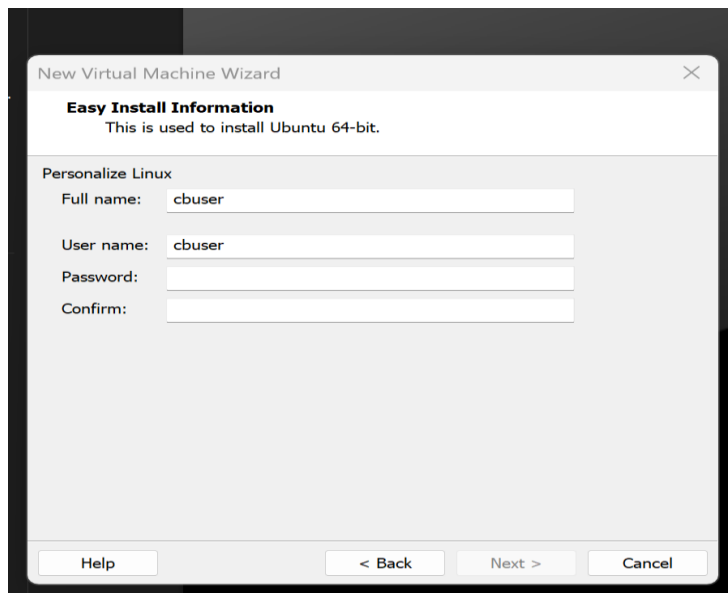 New Virtual Machine Wizard
Easy Install Information
This is used to install Ubuntu 64-bit.
Personalize Linux
Full name: cbuser
User name: cbuser
Password:
Confirm:
Help < Back Next > Cancel